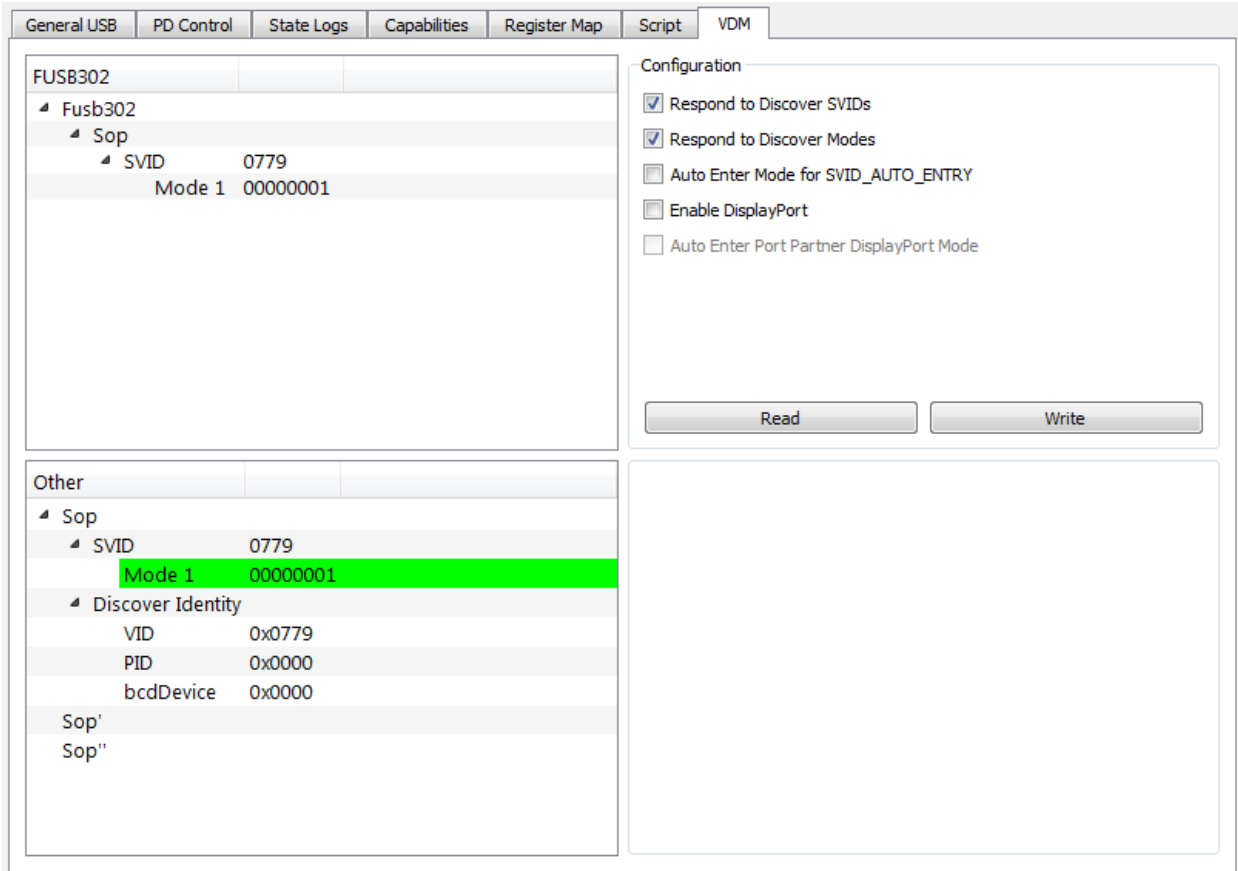 General USB PD Control State Logs Capabilities Register Map Script VDM
FUSB302
Fusb302
Sop
SVID 0779
Mode 1 00000001
Configuration
Respond to Discover SVIDs
Respond to Discover Modes
Auto Enter Mode for SVID_AUTO_ENTRY
Enable DisplayPort
Auto Enter Port Partner DisplayPort Mode
Read Write
Other
Sop
SVID 0779
Mode 1 00000001
Discover Identity
VID 0x0779
PID 0x0000
bcdDevice 0x0000
Sop'
Sop''